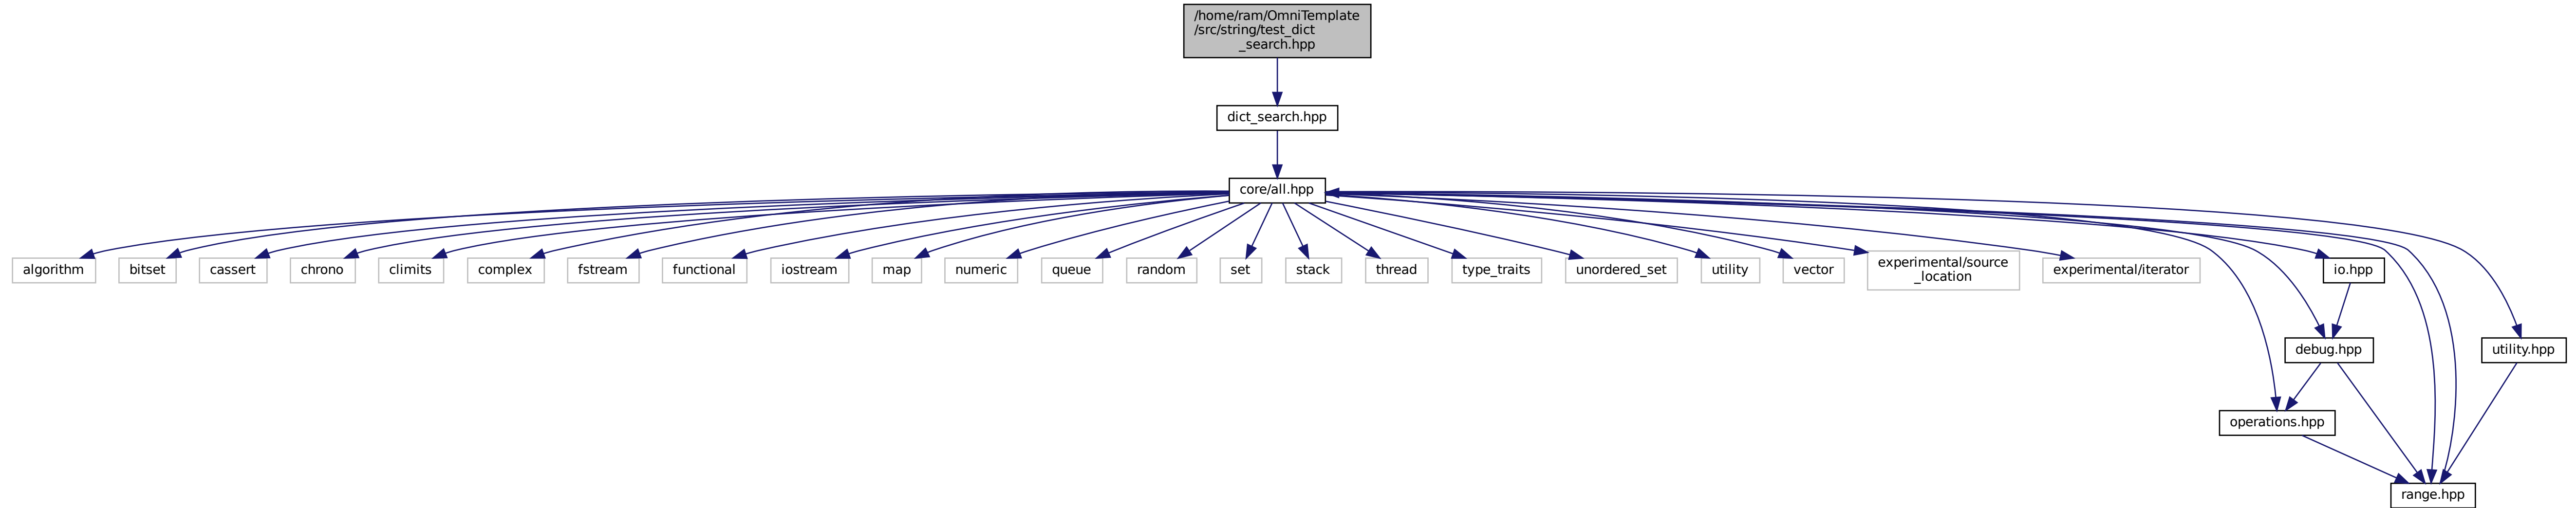 /home/ram/OmniTemplate
/src/string/test_dict
_search.hpp
dict_search.hpp
core/all.hpp
algorithm
bitset
cassert
chrono
climits
complex
fstream
functional
iostream
map
numeric
queue
random
set
stack
thread
type_traits
unordered_set
utility
vector
experimental/source
_location
experimental/iterator
io.hpp
debug.hpp
utility.hpp
operations.hpp
range.hpp